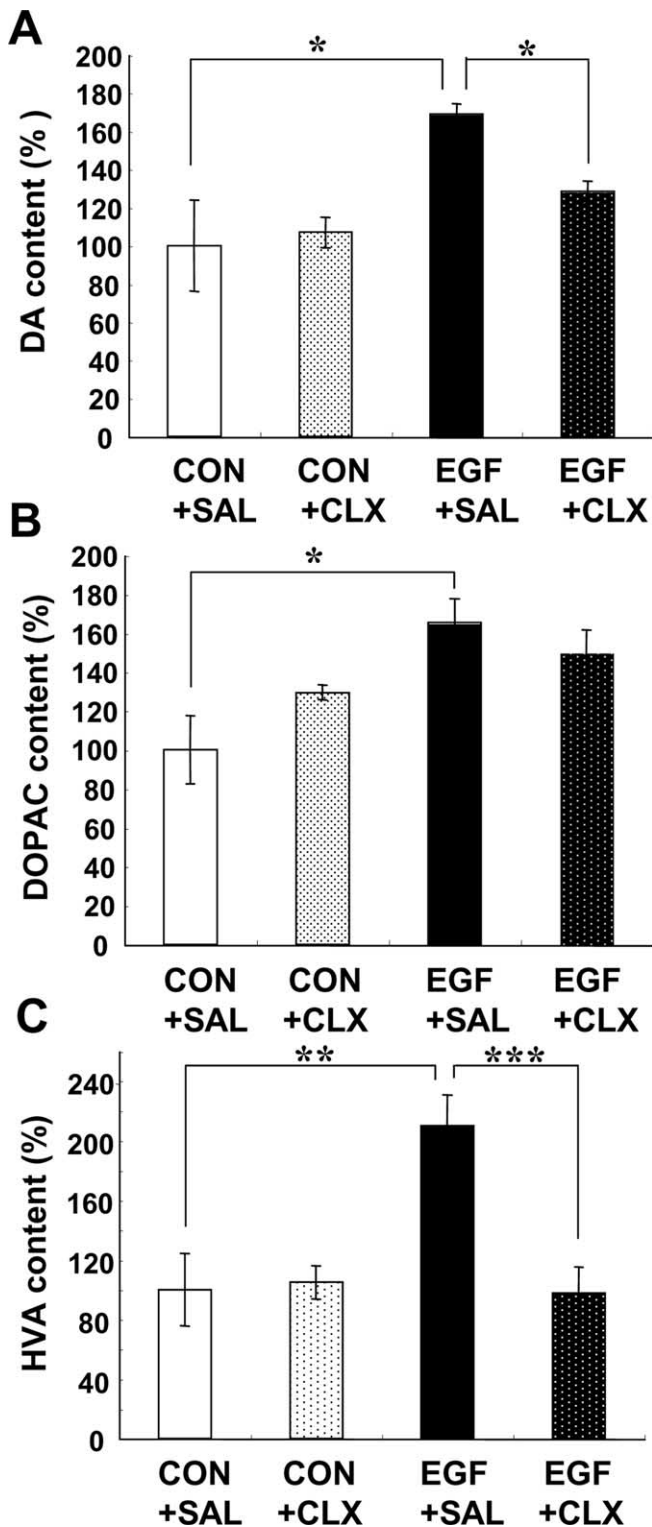 A
DA content (% )
200
180
160
140
120
100
80
60
40
20
0
*
*
CON
+SAL
CON
+CLX
EGF
+SAL
EGF
+CLX
B
DOPAC content (%)
200
180
160
140
120
100
80
60
40
20
0
*
CON
+SAL
CON
+CLX
EGF
+SAL
EGF
+CLX
C
HVA content (%)
240
200
160
120
80
40
0
**
***
CON
+SAL
CON
+CLX
EGF
+SAL
EGF
+CLX